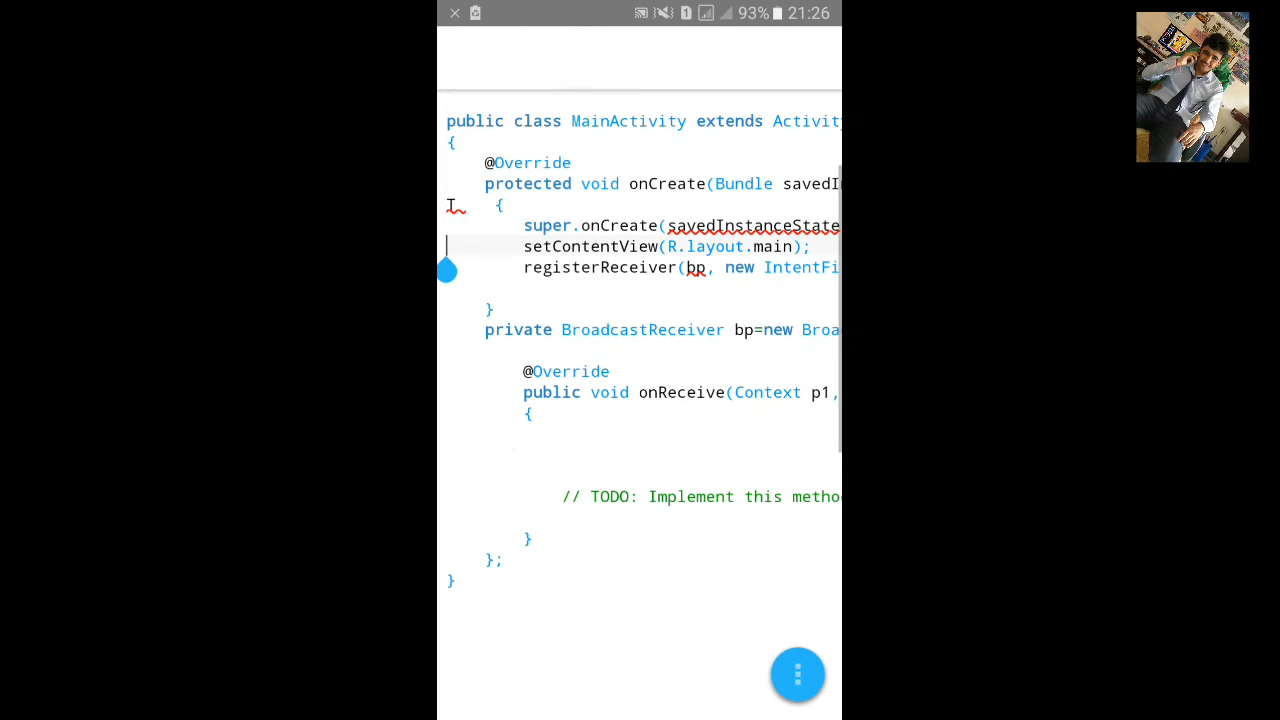 1 93% 21:26
public class MainActivity extends Activity
{
@Override
protected void onCreate(Bundle savedI
T {
super.onCreate(savedInstanceState
setContentView(R.layout.main);
registerReceiver(bp, new IntentFi
}
private BroadcastReceiver bp=new Broa
@Override
public void onReceive(Context p1,
{
// TODO: Implement this metho
}
};
}